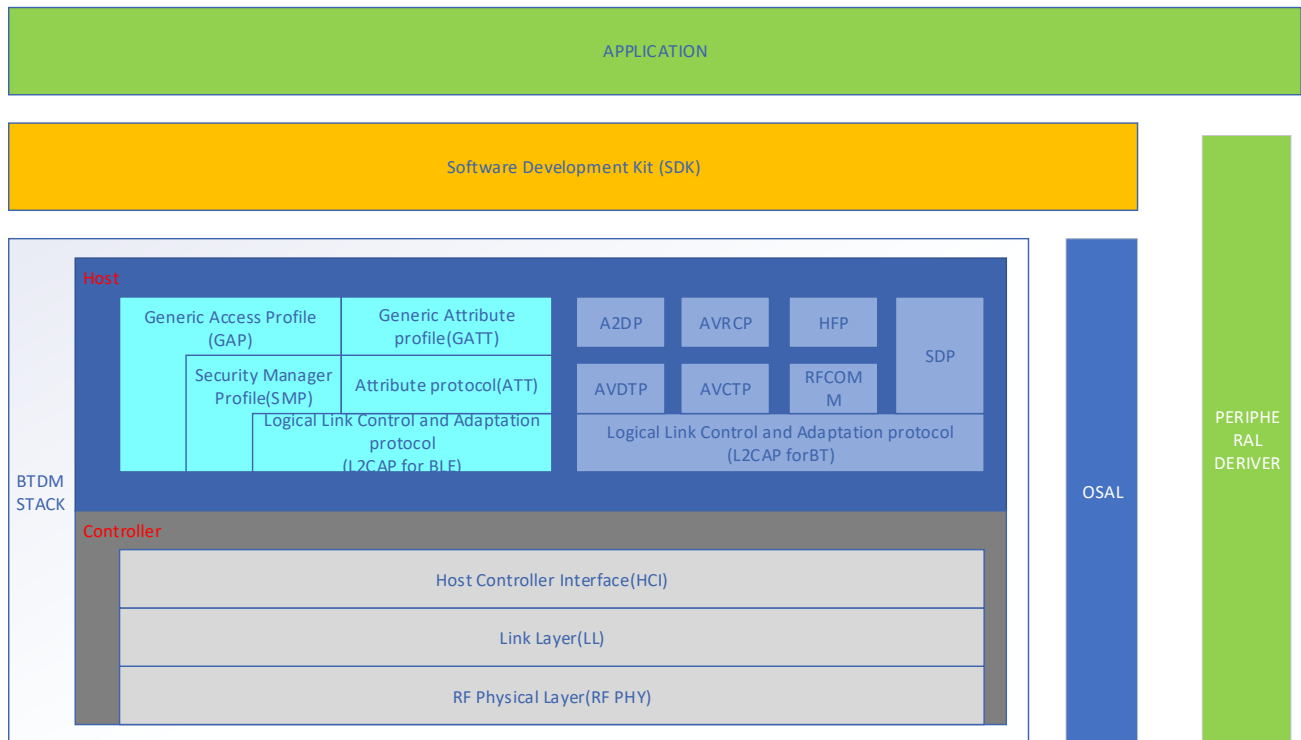 APPLICATION
Software Development Kit (SDK)
Host
Generic Access Profile
(GAP)
Generic Attribute
profile(GATT)
A2DP
AVRCP
HFP
SDP
Security Manager
Profile(SMP)
Attribute protocol(ATT)
AVDTP
AVCTP
RFCOM
M
Logical Link Control and Adaptation
protocol
(L2CAP for BLE)
Logical Link Control and Adaptation protocol
(L2CAP forBT)
BTDM
STACK
OSAL
PERIPHE
RAL
DERIVER
Controller
Host Controller Interface(HCI)
Link Layer(LL)
RF Physical Layer(RF PHY)